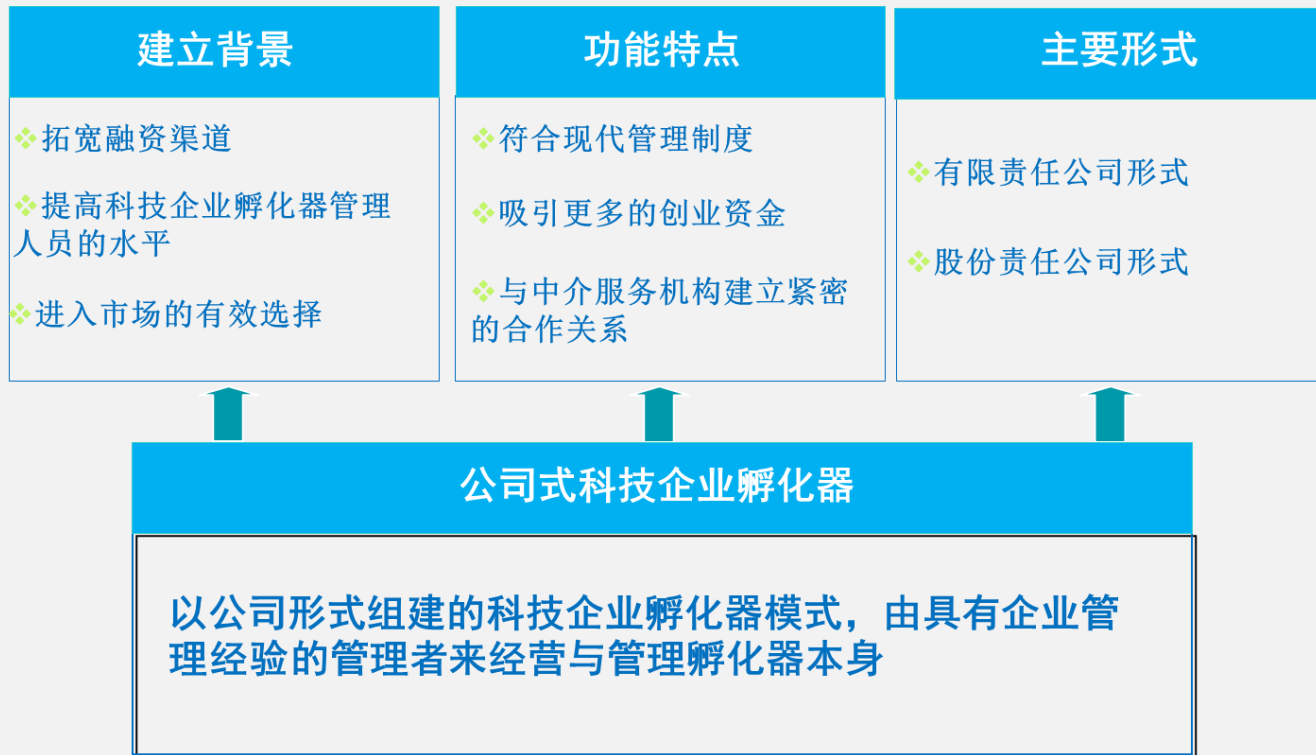 建立背景
❖拓宽融资渠道
❖提高科技企业孵化器管理
人员的水平
❖进入市场的有效选择
功能特点
❖符合现代管理制度
❖吸引更多的创业资金
❖与中介服务机构建立紧密
的合作关系
主要形式
❖有限责任公司形式
❖股份责任公司形式
公司式科技企业孵化器
以公司形式组建的科技企业孵化器模式，由具有企业管
理经验的管理者来经营与管理孵化器本身